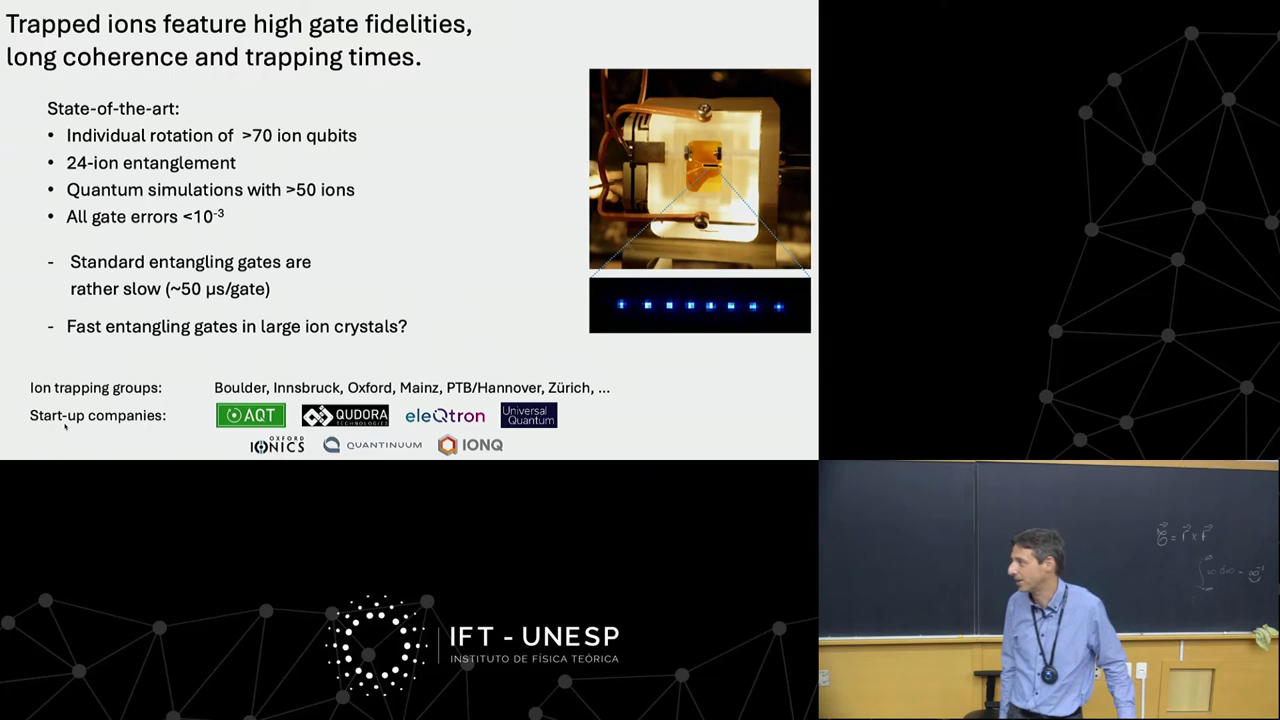 Trapped ions feature high gate fidelities,
long coherence and trapping times.
State-of-the-art:
• Individual rotation of >70 ion qubits
• 24-ion entanglement
• Quantum simulations with >50 ions
• All gate errors <10⁻³
- Standard entangling gates are
rather slow (~50 µs/gate)
- Fast entangling gates in large ion crystals?
Ion trapping groups: Boulder, Innsbruck, Oxford, Mainz, PTB/Hannover, Zürich, ...
Start-up companies:
AQT QUDORA TECHNOLOGIES eleQtron Universal Quantum
OXFORD IONICS QUANTINUUM IONQ
IFT - UNESP
INSTITUTO DE FÍSICA TEÓRICA